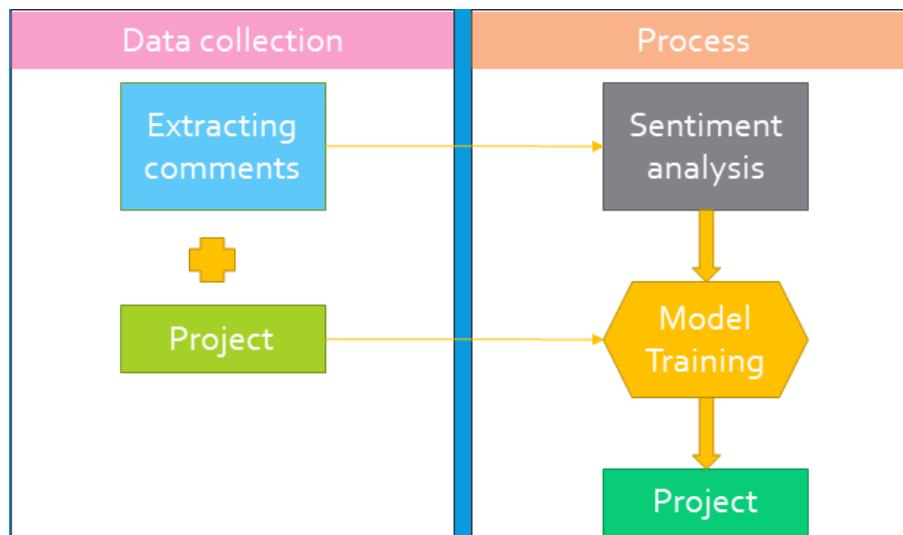 Data collection
Process
Extracting
comments
Sentiment
analysis
Project
Model
Training
Project